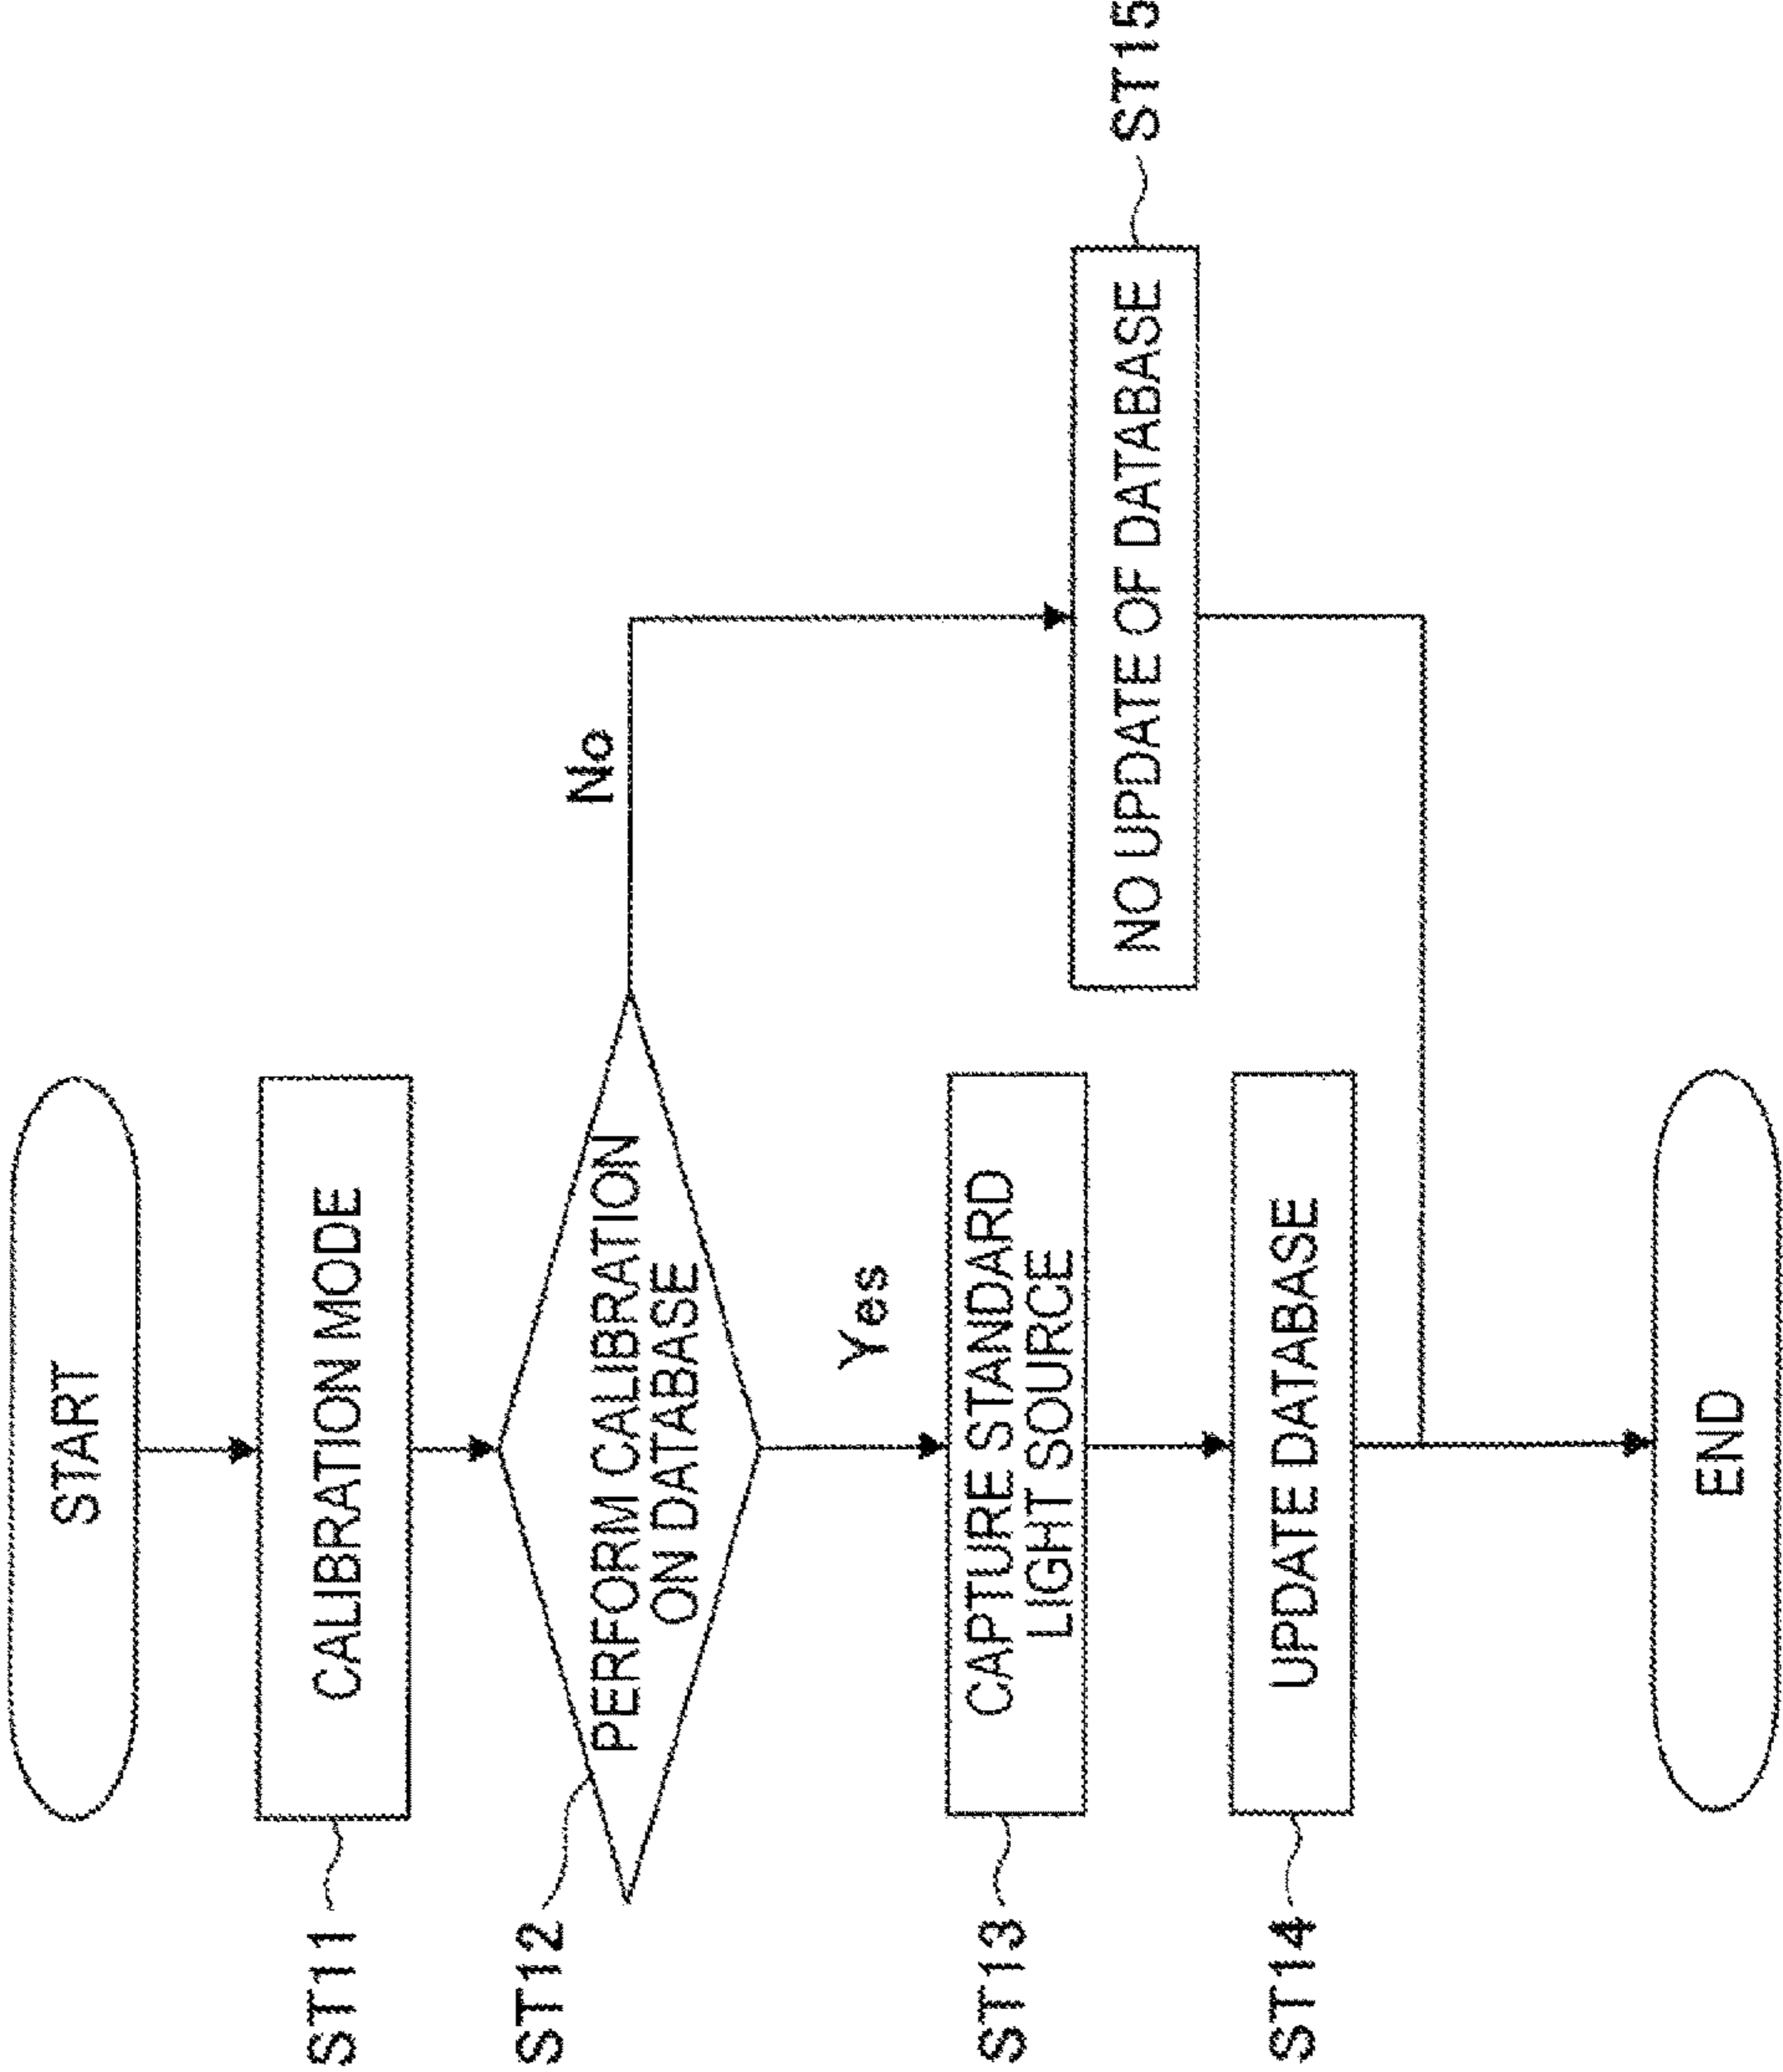 START
ST11
CALIBRATION MODE
ST12
PERFORM CALIBRATION
ON DATABASE
No
Yes
ST13
CAPTURE STANDARD
LIGHT SOURCE
ST15
NO UPDATE OF DATABASE
ST14
UPDATE DATABASE
END